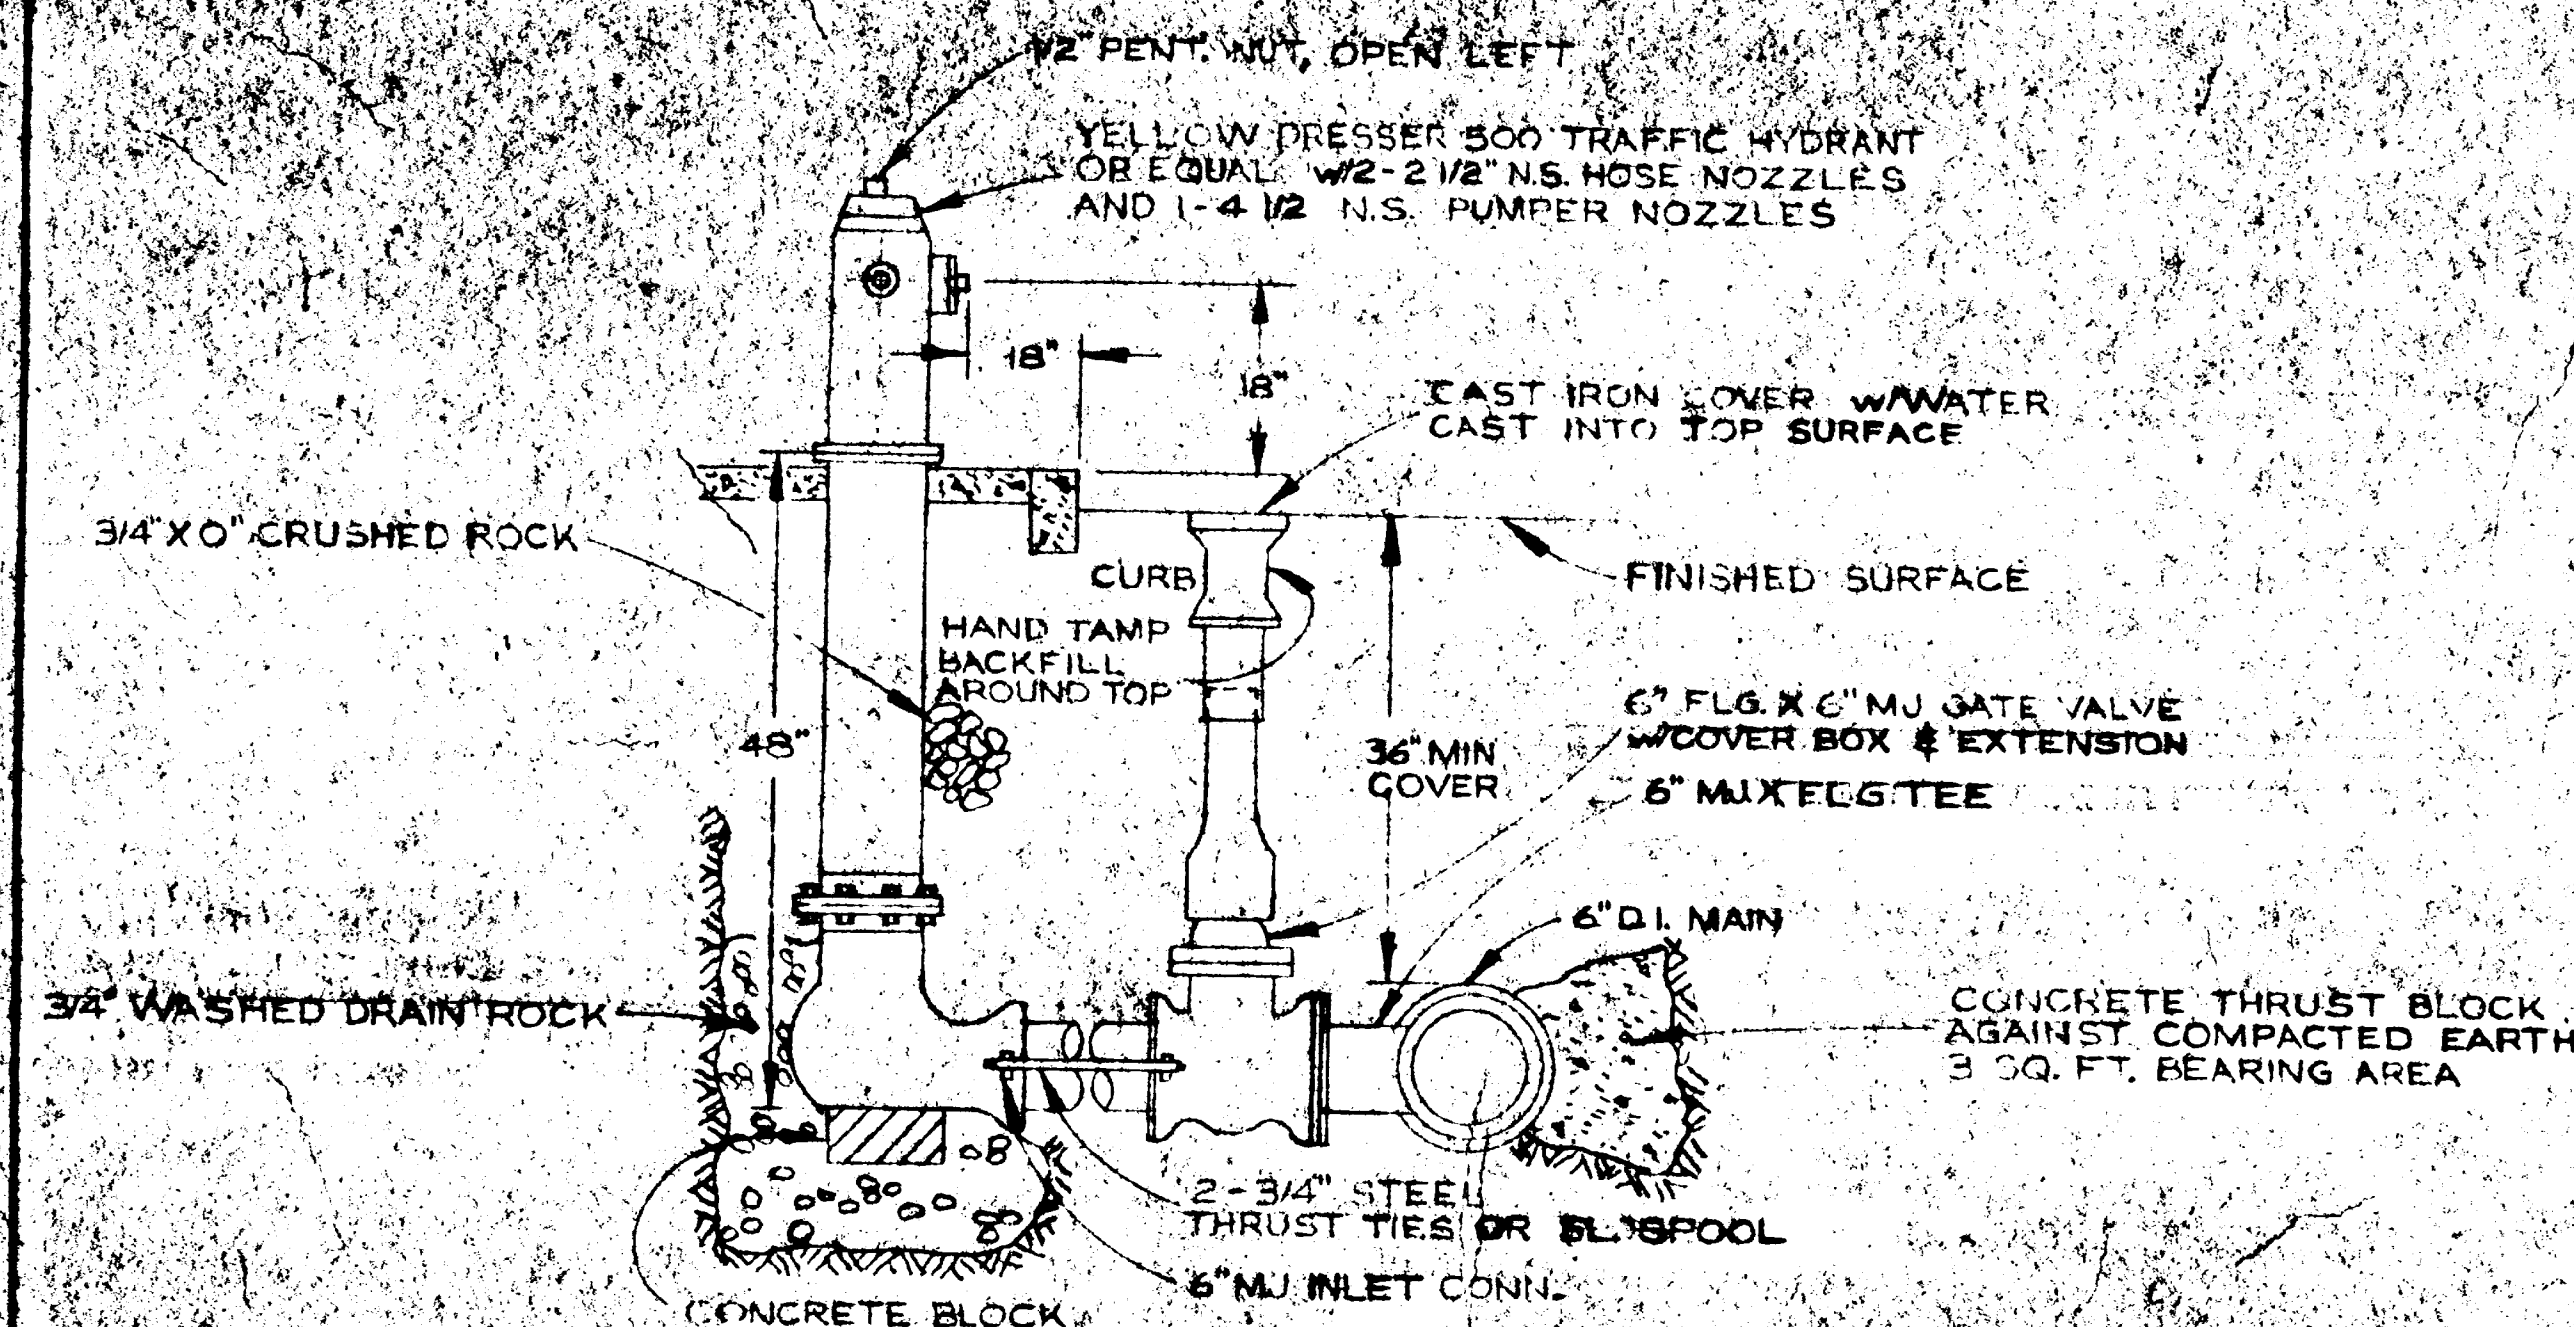 1/2" PENT. NUT, OPEN LEFT
YELLOW DRESSER 500 TRAFFIC HYDRANT
OR EQUAL w/2-2 1/2" N.S. HOSE NOZZLES
AND 1-4 1/2 N.S. PUMPER NOZZLES
18"
18"
CAST IRON COVER w/WATER
CAST INTO TOP SURFACE
3/4" X 0" CRUSHED ROCK
CURB
FINISHED SURFACE
HAND TAMP
BACKFILL
AROUND TOP
48"
36" MIN
COVER
6" FLG. X 6" MJ GATE VALVE
w/COVER BOX & EXTENSION
6" MJ X FLG TEE
6" D.I. MAIN
3/4" WASHED DRAIN ROCK
CONCRETE THRUST BLOCK
AGAINST COMPACTED EARTH
3 SQ. FT. BEARING AREA
2-3/4" STEEL
THRUST TIES OR SPOOL
6" MJ INLET CONN.
CONCRETE BLOCK